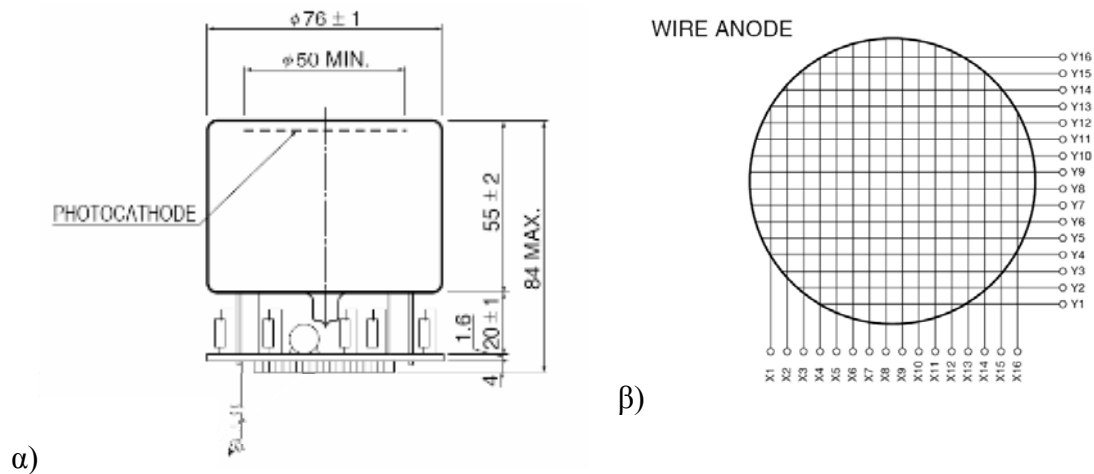 φ76 ± 1
φ50 MIN.
PHOTOCATHODE
55 ± 2
84 MAX.
1.6
20 ± 1
4
α)
WIRE ANODE
Y16
Y15
Y14
Y13
Y12
Y11
Y10
Y9
Y8
Y7
Y6
Y5
Y4
Y3
Y2
Y1
X1 X2 X3 X4 X5 X6 X7 X8 X9 X10 X11 X12 X13 X14 X15 X16
β)